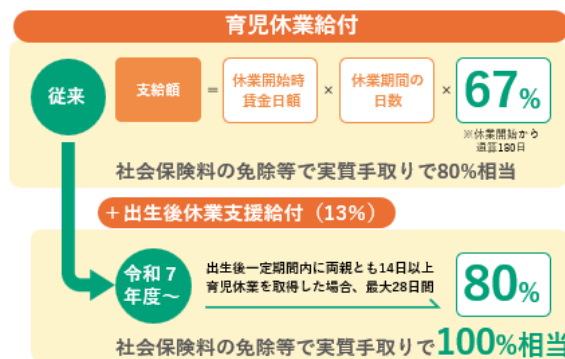 育児休業給付
従来
支給額 = 休業開始時賃金日額 × 休業期間の日数 × 67%
※休業開始から
通算180日
社会保険料の免除等で実質手取りで80%相当
+出生後休業支援給付（13%）
令和7
年度～
出生後一定期間内に両親とも14日以上
育児休業を取得した場合、最大28日間
80%
社会保険料の免除等で実質手取りで100%相当